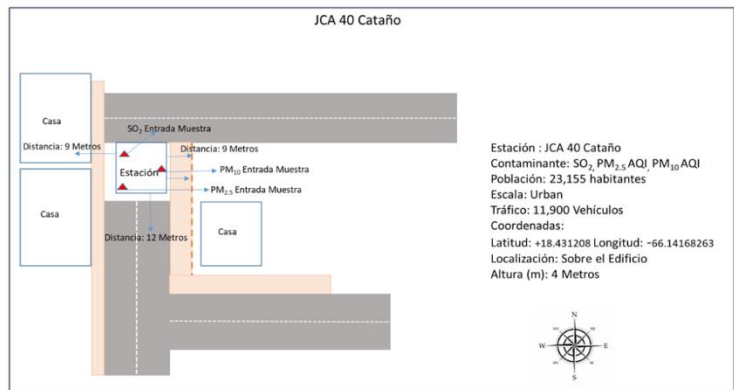 JCA 40 Cataño
Casa
SO2 Entrada Muestra
Distancia: 9 Metros
Distancia: 9 Metros
Estación
PM10 Entrada Muestra
PM2.5 Entrada Muestra
Casa
Casa
Distancia: 12 Metros
Estación : JCA 40 Cataño
Contaminante: SO2, PM2.5 AQI, PM10 AQI
Población: 23,155 habitantes
Escala: Urban
Tráfico: 11,900 Vehículos
Coordenadas:
Latitud: +18.431208 Longitud: -66.14168263
Localización: Sobre el Edificio
Altura (m): 4 Metros
N
W
E
S